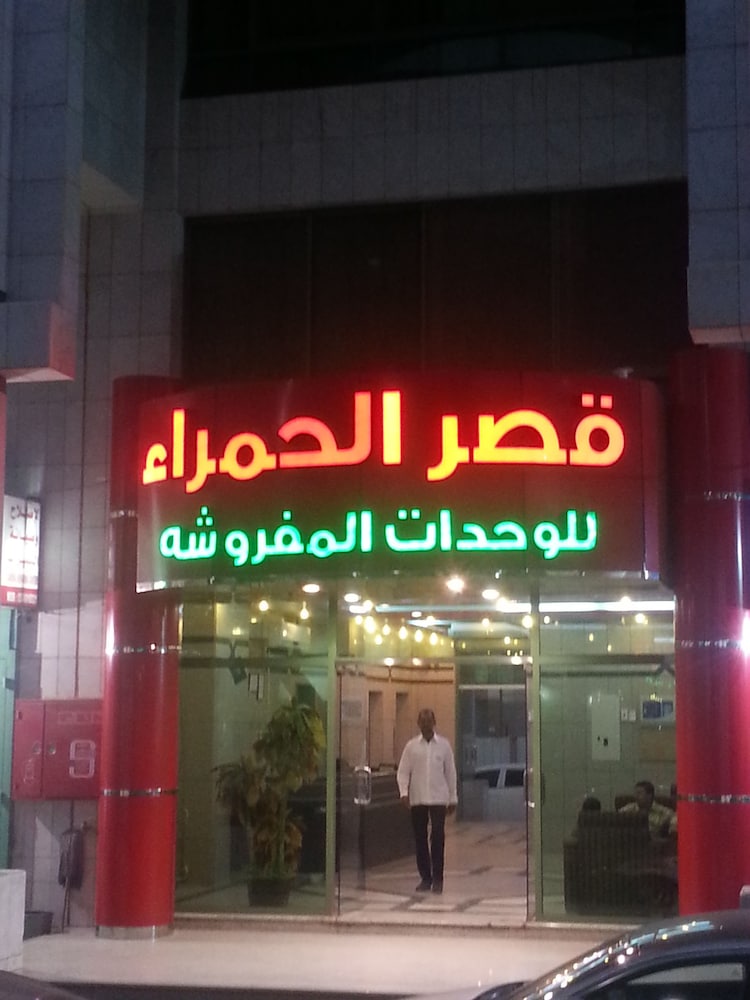 قصر الحمراء
للوحدات المفروشه